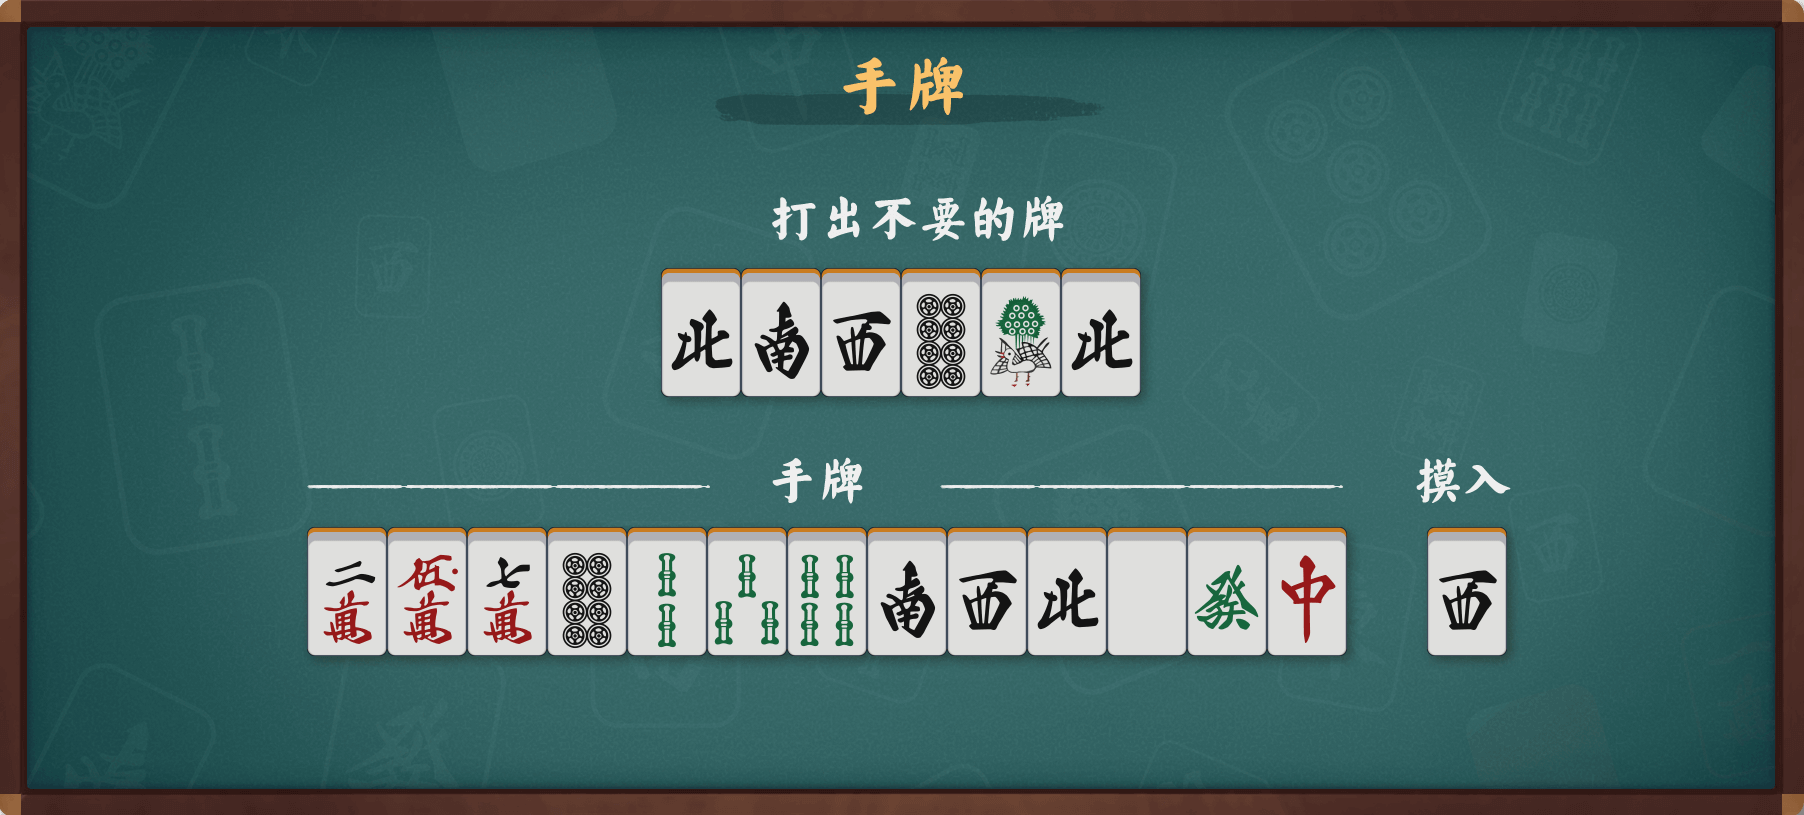 手牌
打出不要的牌
北 南 西 北
手牌 摸入
二萬 伍萬 七萬 南 西 北 發 中 西